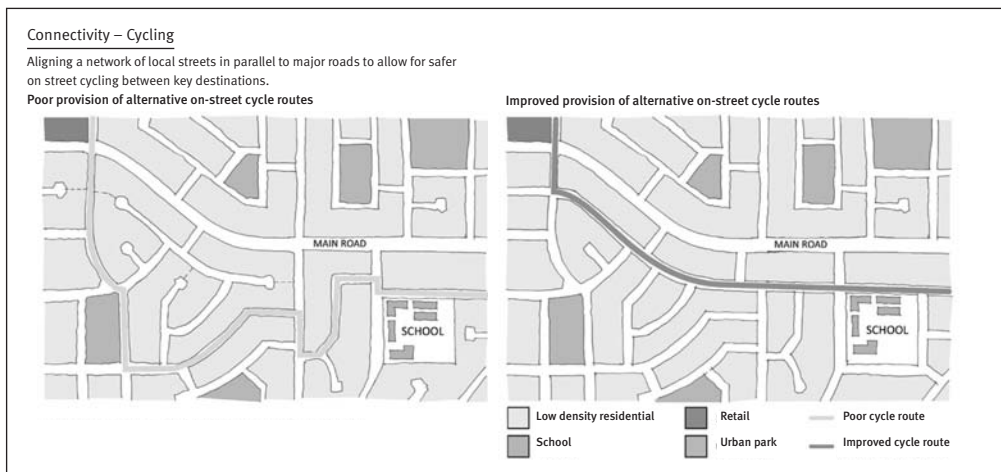 Connectivity – Cycling
Aligning a network of local streets in parallel to major roads to allow for safer
on street cycling between key destinations.
Poor provision of alternative on-street cycle routes
MAIN ROAD
SCHOOL
Improved provision of alternative on-street cycle routes
MAIN ROAD
SCHOOL
Low density residential
Retail
Poor cycle route
School
Urban park
Improved cycle route